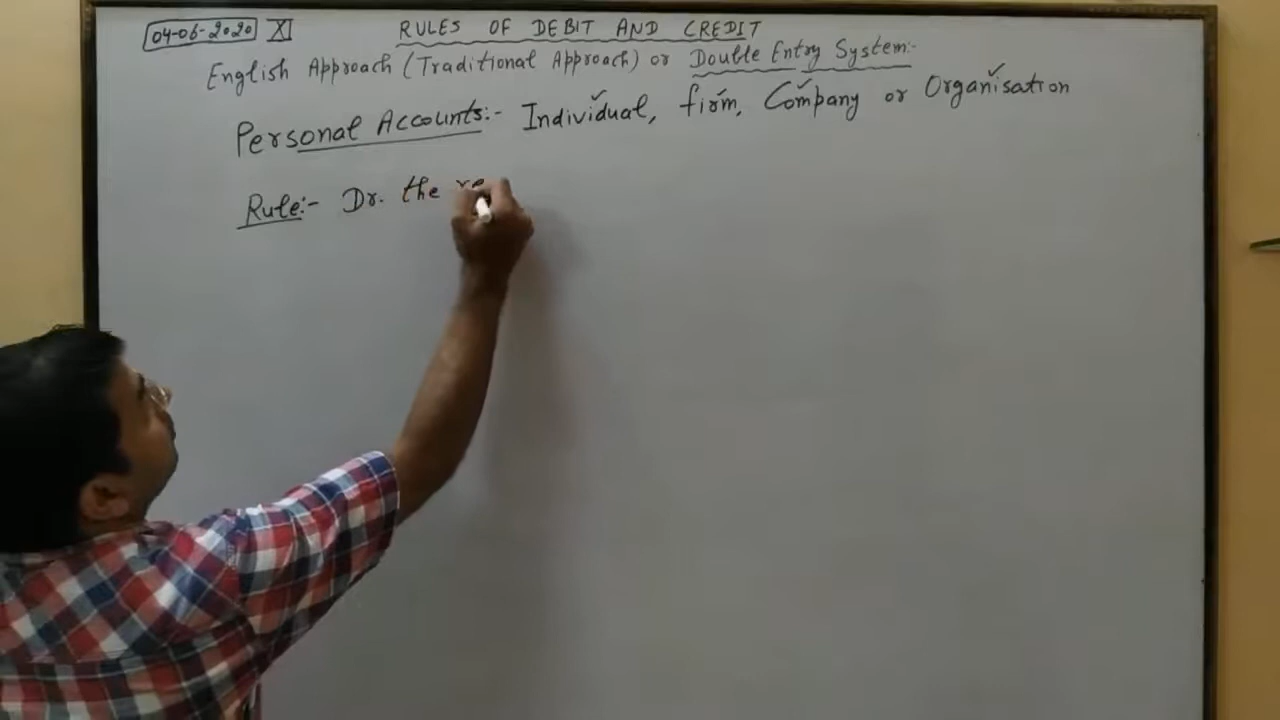 04-06-2020 XI RULES OF DEBIT AND CREDIT
English Approach (Traditional Approach) or Double Entry System:-
Personal Accounts:- Individual, firm, Company or Organisation
Rule:- Dr. the re